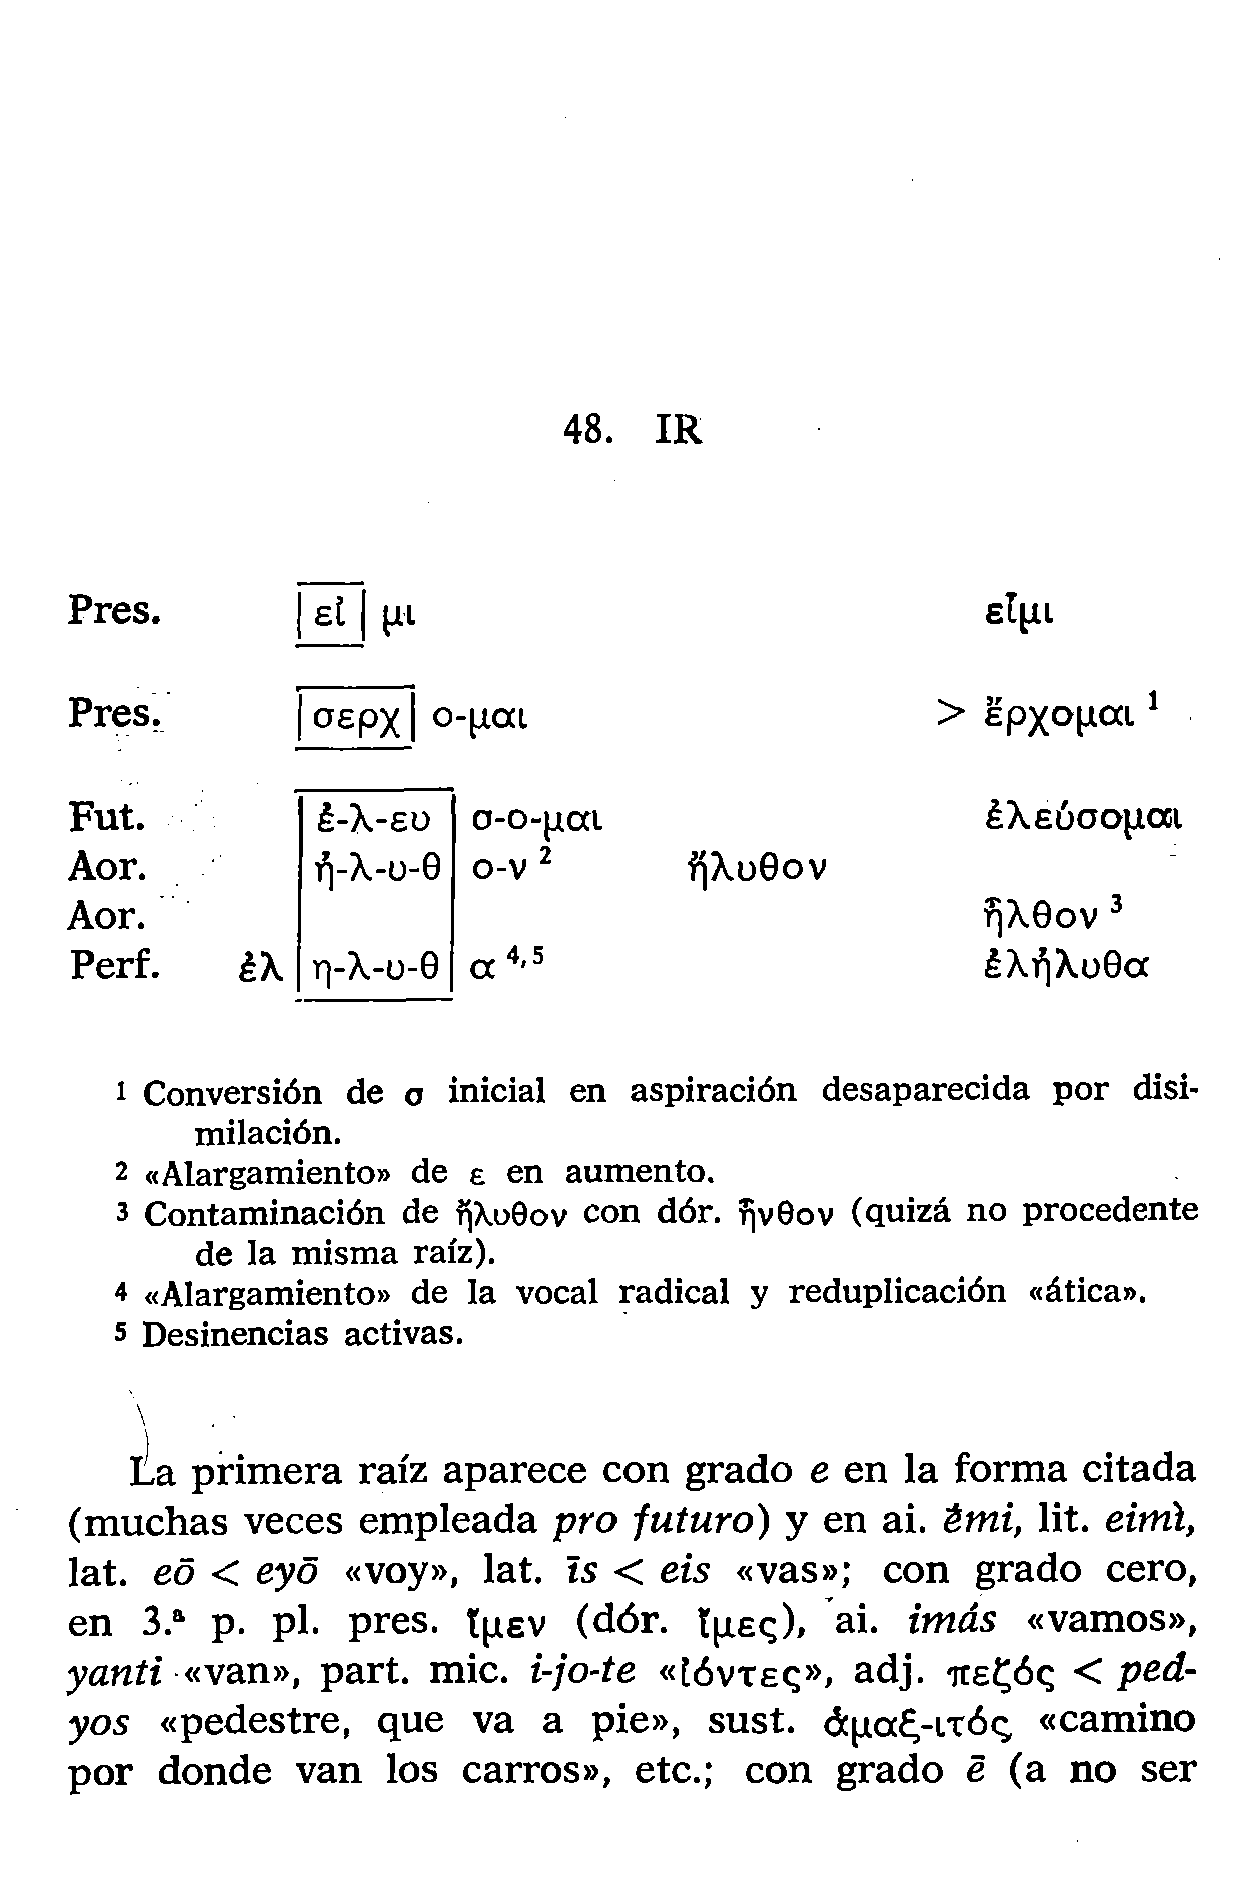 48. IR
Pres. εἰ μι εἶμι
Pres. σερχ ο-μαι > ἔρχομαι 1
Fut. ἐ-λ-ευ σ-ο-μαι ἐλεύσομαι
Aor. ἠ-λ-υ-θ ο-ν 2 ἤλυθον
Aor. ἦλθον 3
Perf. ἐλ η-λ-υ-θ α 4,5 ἐλήλυθα
1 Conversión de σ inicial en aspiración desaparecida por disi-
milación.
2 «Alargamiento» de ε en aumento.
3 Contaminación de ἤλυθον con dór. ἦνθον (quizá no procedente
de la misma raíz).
4 «Alargamiento» de la vocal radical y reduplicación «ática».
5 Desinencias activas.
La primera raíz aparece con grado e en la forma citada
(muchas veces empleada pro futuro) y en ai. émi, lit. eimì,
lat. eō < eyō «voy», lat. īs < eis «vas»; con grado cero,
en 3.ª p. pl. pres. ἴμεν (dór. ἴμες), ai. imás «vamos»,
yanti «van», part. mic. i-jo-te «ἰόντες», adj. πεζός < ped-
yos «pedestre, que va a pie», sust. ἁμαξ-ιτός «camino
por donde van los carros», etc.; con grado ē (a no ser